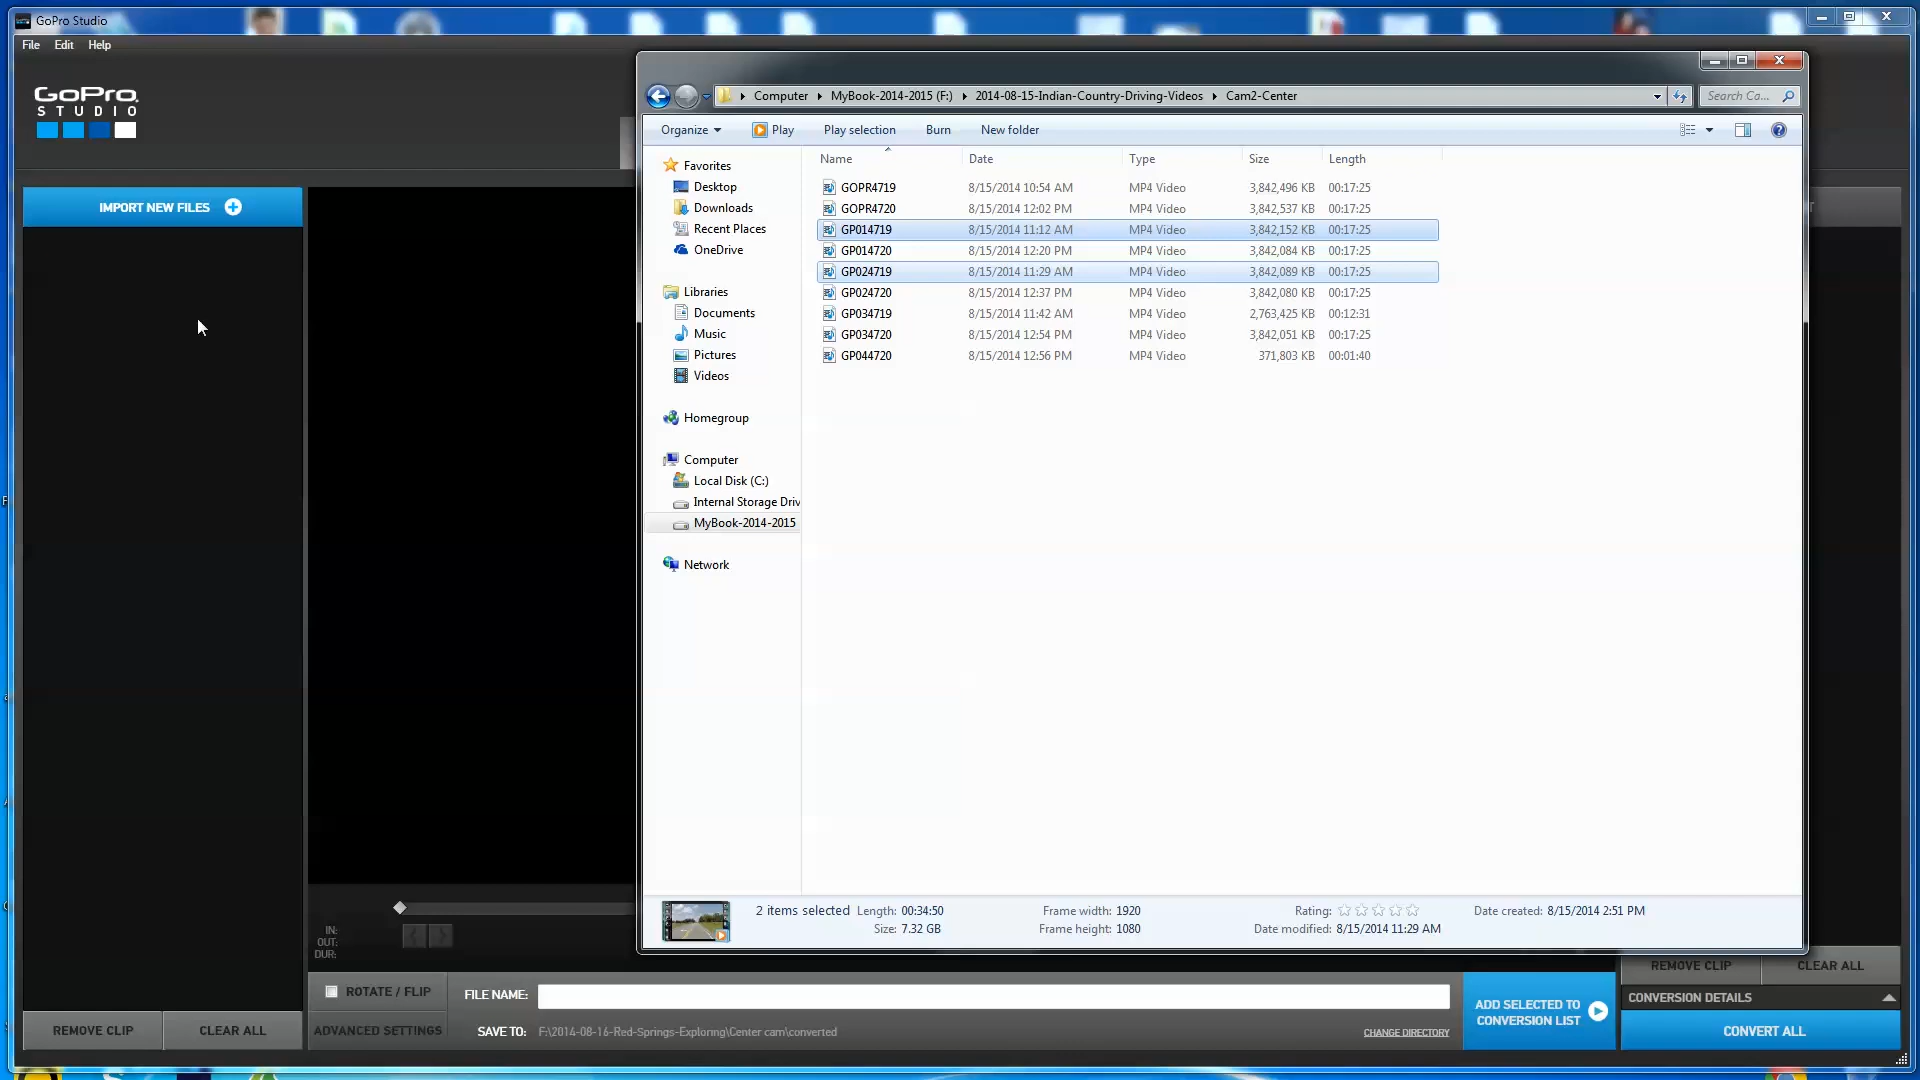 GoPro Studio
File Edit Help
GoPro
STUDIO
IMPORT NEW FILES
Computer MyBook-2014-2015 (F:) 2014-08-15-Indian-Country-Driving-Videos Cam2-Center
Search Ca...
Organize Play Play selection Burn New folder
Favorites
Desktop
Downloads
Recent Places
OneDrive
Libraries
Documents
Music
Pictures
Videos
Homegroup
Computer
Local Disk (C:)
Internal Storage Driv
MyBook-2014-2015
Network
Name Date Type Size Length
GOPR4719 8/15/2014 10:54 AM MP4 Video 3,842,496 KB 00:17:25
GOPR4720 8/15/2014 12:02 PM MP4 Video 3,842,537 KB 00:17:25
GP014719 8/15/2014 11:12 AM MP4 Video 3,842,152 KB 00:17:25
GP014720 8/15/2014 12:20 PM MP4 Video 3,842,084 KB 00:17:25
GP024719 8/15/2014 11:29 AM MP4 Video 3,842,089 KB 00:17:25
GP024720 8/15/2014 12:37 PM MP4 Video 3,842,080 KB 00:17:25
GP034719 8/15/2014 11:42 AM MP4 Video 2,763,425 KB 00:12:31
GP034720 8/15/2014 12:54 PM MP4 Video 3,842,051 KB 00:17:25
GP044720 8/15/2014 12:56 PM MP4 Video 371,803 KB 00:01:40
2 items selected Length: 00:34:50 Frame width: 1920 Rating: Date created: 8/15/2014 2:51 PM
Size: 7.32 GB Frame height: 1080 Date modified: 8/15/2014 11:29 AM
IN:
OUT:
DUR:
ROTATE / FLIP
ADVANCED SETTINGS
FILE NAME:
SAVE TO: F:\2014-08-16-Red-Springs-Exploring\Center cam\converted
CHANGE DIRECTORY
ADD SELECTED TO
CONVERSION LIST
REMOVE CLIP CLEAR ALL
CONVERSION DETAILS
CONVERT ALL
REMOVE CLIP CLEAR ALL